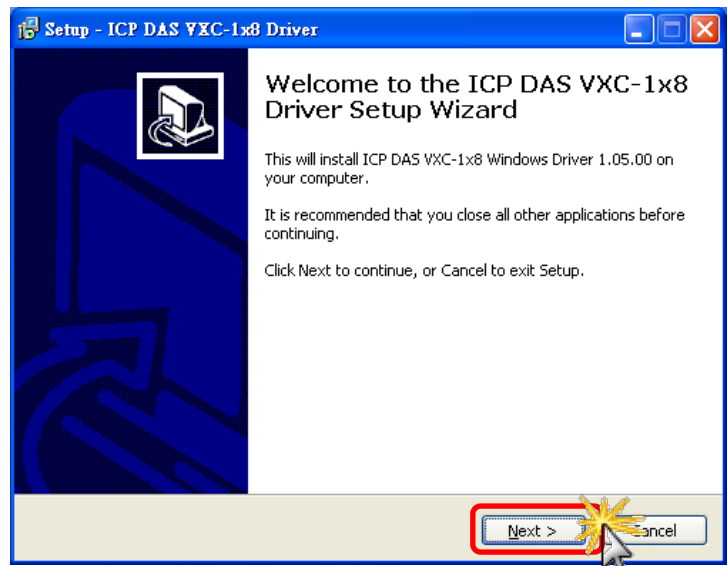 Setup - ICP DAS VXC-1x8 Driver
Welcome to the ICP DAS VXC-1x8
Driver Setup Wizard
This will install ICP DAS VXC-1x8 Windows Driver 1.05.00 on
your computer.
It is recommended that you close all other applications before
continuing.
Click Next to continue, or Cancel to exit Setup.
Next >
Cancel